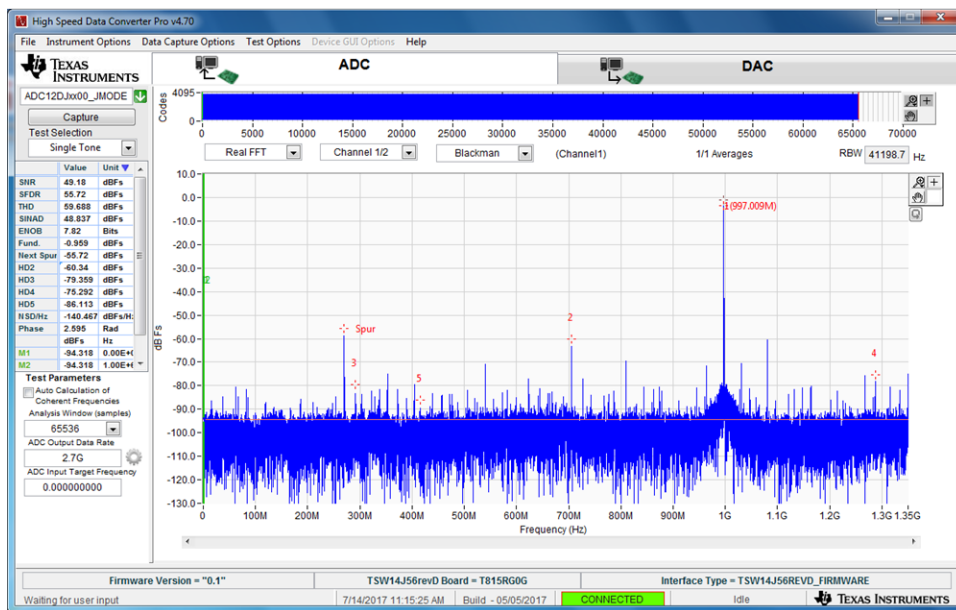 High Speed Data Converter Pro v4.70
File Instrument Options Data Capture Options Test Options Device GUI Options Help
TEXAS INSTRUMENTS
ADC
DAC
ADC12DJxx00_JMODE
Capture
Test Selection
Single Tone
Value Unit
SNR 49.18 dBFs
SFDR 55.72 dBFs
THD 59.688 dBFs
SINAD 48.837 dBFs
ENOB 7.82 Bits
Fund. -0.959 dBFs
Next Spur -55.72 dBFs
HD2 -60.34 dBFs
HD3 -79.359 dBFs
HD4 -75.292 dBFs
HD5 -86.113 dBFs
NSD/Hz -140.467 dBFs/Hz
Phase 2.595 Rad
dBFs Hz
M1 -94.318 0.00E+
M2 -94.318 1.00E+
Test Parameters
Auto Calculation of
Coherent Frequencies
Analysis Window (samples)
65536
ADC Output Data Rate
2.7G
ADC Input Target Frequency
0.000000000
Codes
4095
0
0 5000 10000 15000 20000 25000 30000 35000 40000 45000 50000 55000 60000 65000 70000
Real FFT Channel 1/2 Blackman (Channel1) 1/1 Averages RBW 41198.7 Hz
dBFs
10.0
0.0
-10.0
-20.0
-30.0
-40.0
-50.0
-60.0
-70.0
-80.0
-90.0
-100.0
-110.0
-120.0
-130.0
1(997.009M)
2
Spur
3
4
5
0 100M 200M 300M 400M 500M 600M 700M 800M 900M 1G 1.1G 1.2G 1.3G 1.35G
Frequency (Hz)
Firmware Version = "0.1" TSW14J56revD Board = T815RG0G Interface Type = TSW14J56REVD_FIRMWARE
Waiting for user input 7/14/2017 11:15:25 AM Build - 05/05/2017 CONNECTED Idle TEXAS INSTRUMENTS